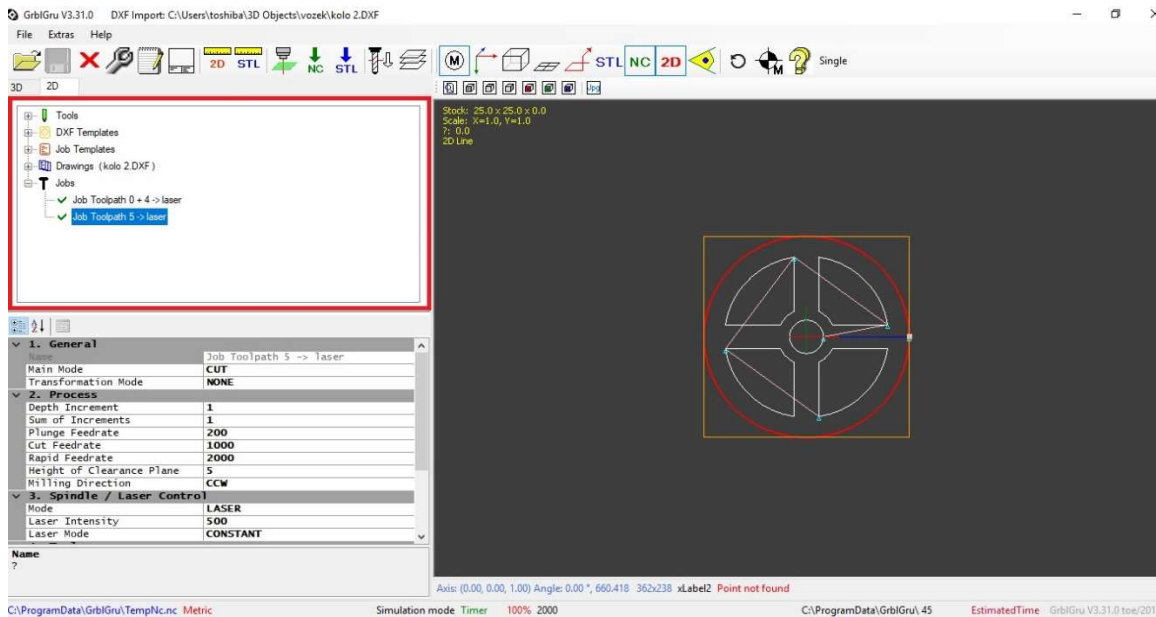 GrblGru V3.31.0 DXF Import: C:\Users\toshiba\3D Objects\vozek\kolo 2.DXF
File Extras Help
2D STL NC STL M STL NC 2D M Single
3D 2D
Jpg
Tools
DXF Templates
Job Templates
Drawings ( kolo 2.DXF )
Jobs
Job Toolpath 0 + 4 -> laser
Job Toolpath 5 -> laser
Stock: 25.0 x 25.0 x 0.0
Scale: X=1.0, Y=1.0
?: 0.0
2D Line
1. General
Name Job Toolpath 5 -> laser
Main Mode CUT
Transformation Mode NONE
2. Process
Depth Increment 1
Sum of Increments 1
Plunge Feedrate 200
Cut Feedrate 1000
Rapid Feedrate 2000
Height of Clearance Plane 5
Milling Direction CCW
3. Spindle / Laser Control
Mode LASER
Laser Intensity 500
Laser Mode CONSTANT
Name
?
Axis: (0.00, 0.00, 1.00) Angle: 0.00 °, 660.418 362x238 xLabel2 Point not found
C:\ProgramData\GrblGru\TempNc.nc Metric Simulation mode Timer 100% 2000 C:\ProgramData\GrblGru\ 45 EstimatedTime GrblGru V3.31.0 toe/201